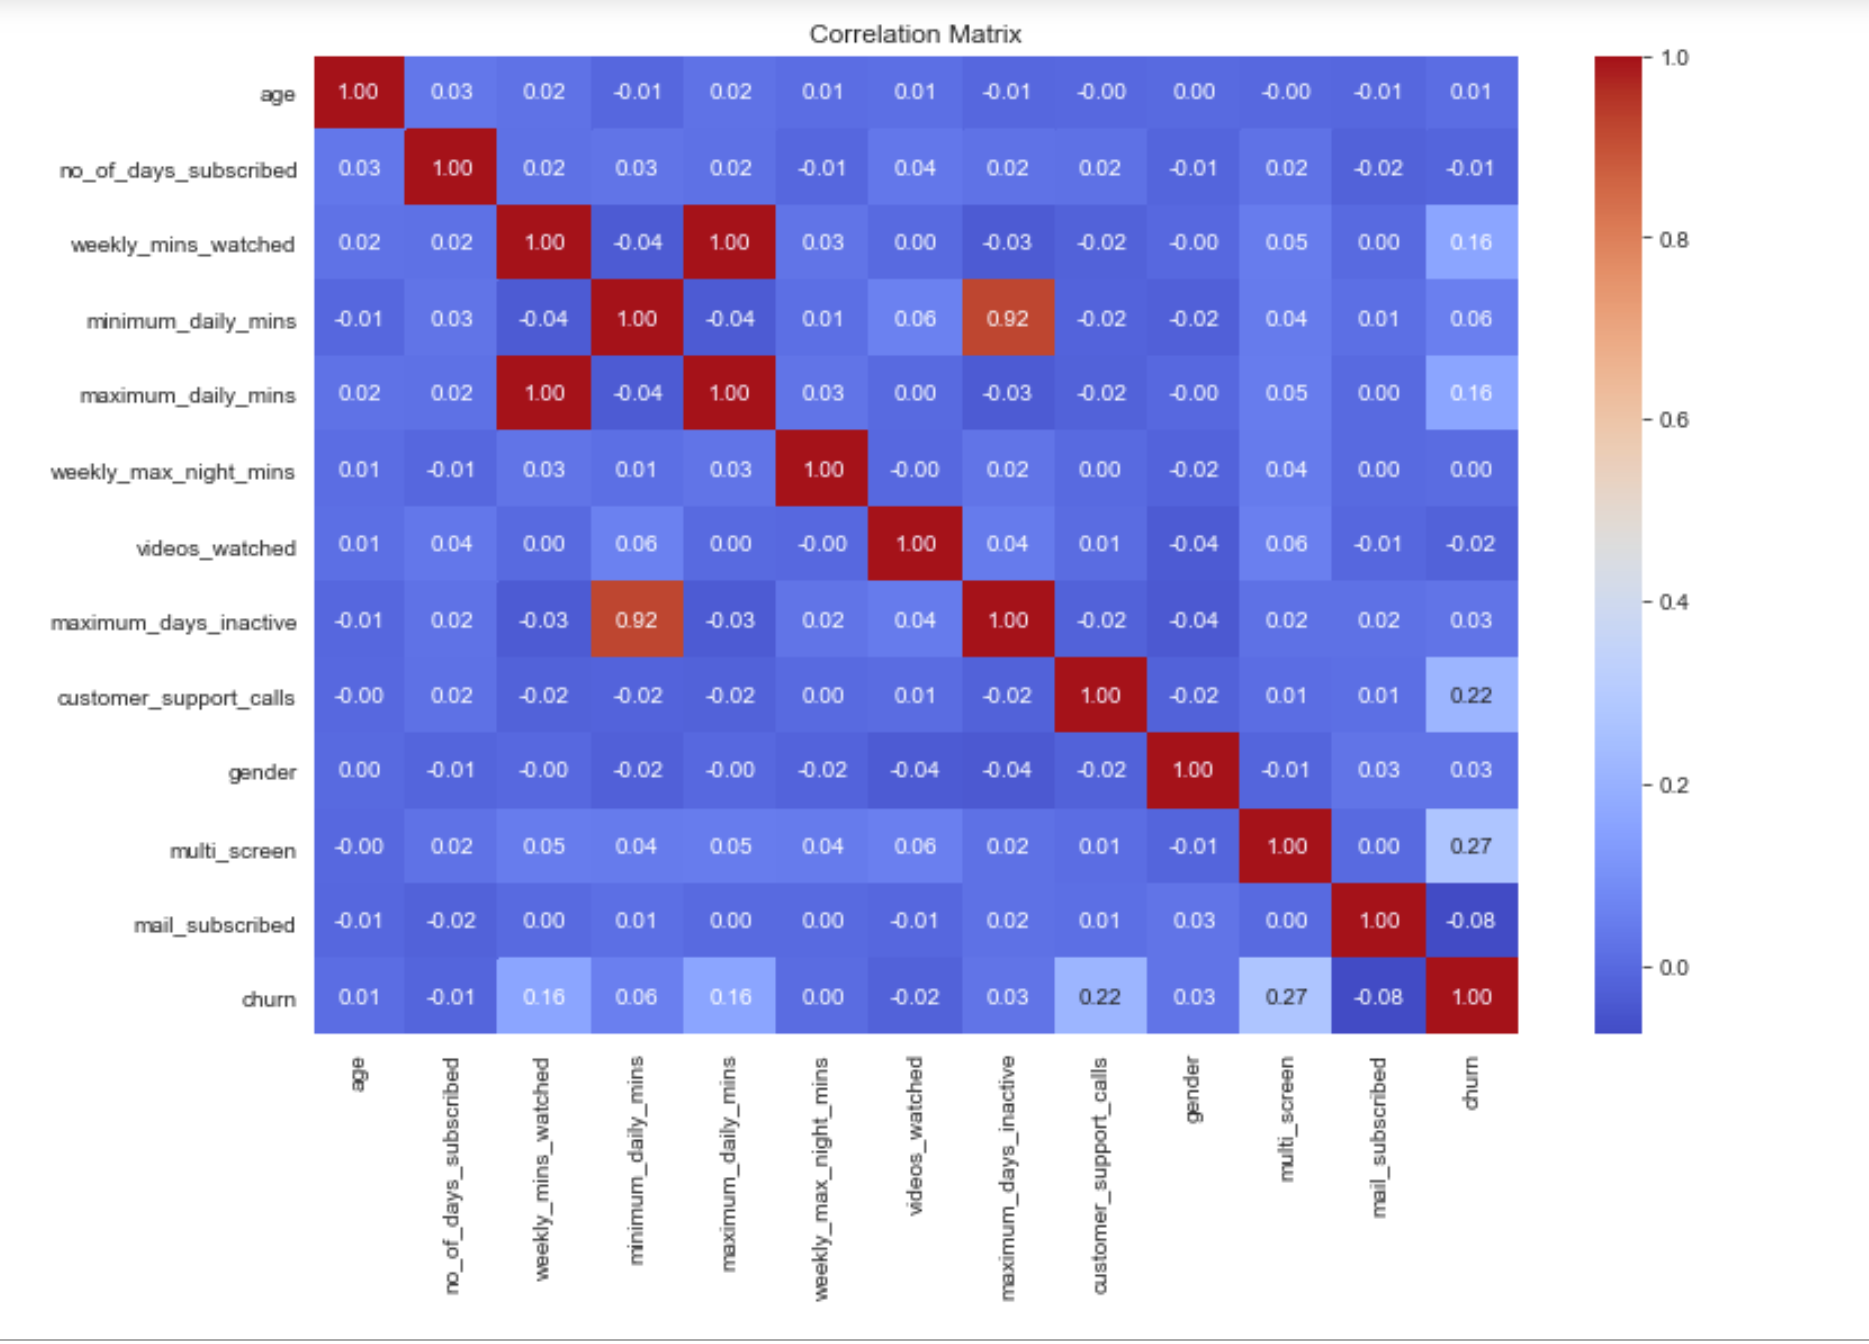 Correlation Matrix
age 1.00 0.03 0.02 -0.01 0.02 0.01 0.01 -0.01 -0.00 0.00 -0.00 -0.01 0.01
no_of_days_subscribed 0.03 1.00 0.02 0.03 0.02 -0.01 0.04 0.02 0.02 -0.01 0.02 -0.02 -0.01
weekly_mins_watched 0.02 0.02 1.00 -0.04 1.00 0.03 0.00 -0.03 -0.02 -0.00 0.05 0.00 0.16
minimum_daily_mins -0.01 0.03 -0.04 1.00 -0.04 0.01 0.06 0.92 -0.02 -0.02 0.04 0.01 0.06
maximum_daily_mins 0.02 0.02 1.00 -0.04 1.00 0.03 0.00 -0.03 -0.02 -0.00 0.05 0.00 0.16
weekly_max_night_mins 0.01 -0.01 0.03 0.01 0.03 1.00 -0.00 0.02 0.00 -0.02 0.04 0.00 0.00
videos_watched 0.01 0.04 0.00 0.06 0.00 -0.00 1.00 0.04 0.01 -0.04 0.06 -0.01 -0.02
maximum_days_inactive -0.01 0.02 -0.03 0.92 -0.03 0.02 0.04 1.00 -0.02 -0.04 0.02 0.02 0.03
customer_support_calls -0.00 0.02 -0.02 -0.02 -0.02 0.00 0.01 -0.02 1.00 -0.02 0.01 0.01 0.22
gender 0.00 -0.01 -0.00 -0.02 -0.00 -0.02 -0.04 -0.04 -0.02 1.00 -0.01 0.03 0.03
multi_screen -0.00 0.02 0.05 0.04 0.05 0.04 0.06 0.02 0.01 -0.01 1.00 0.00 0.27
mail_subscribed -0.01 -0.02 0.00 0.01 0.00 0.00 -0.01 0.02 0.01 0.03 0.00 1.00 -0.08
churn 0.01 -0.01 0.16 0.06 0.16 0.00 -0.02 0.03 0.22 0.03 0.27 -0.08 1.00
age
no_of_days_subscribed
weekly_mins_watched
minimum_daily_mins
maximum_daily_mins
weekly_max_night_mins
videos_watched
maximum_days_inactive
customer_support_calls
gender
multi_screen
mail_subscribed
churn
1.0
0.8
0.6
0.4
0.2
0.0